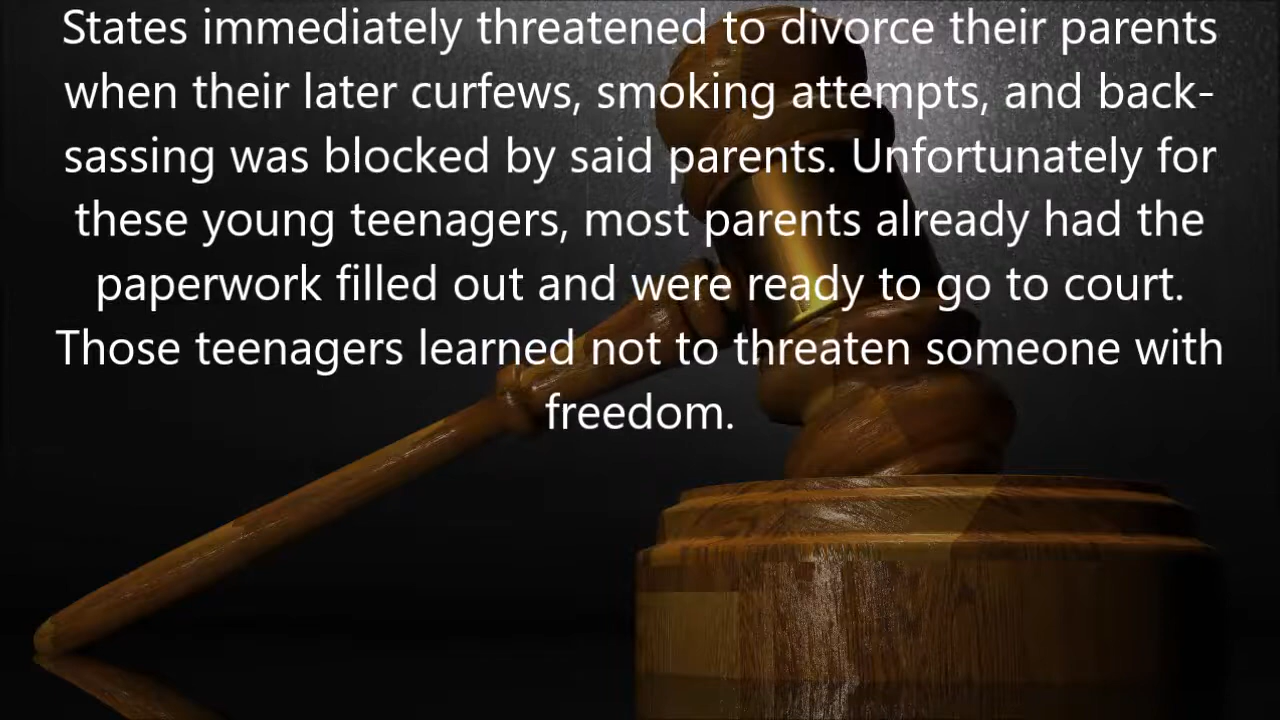 States immediately threatened to divorce their parents
when their later curfews, smoking attempts, and back-
sassing was blocked by said parents. Unfortunately for
these young teenagers, most parents already had the
paperwork filled out and were ready to go to court.
Those teenagers learned not to threaten someone with
freedom.